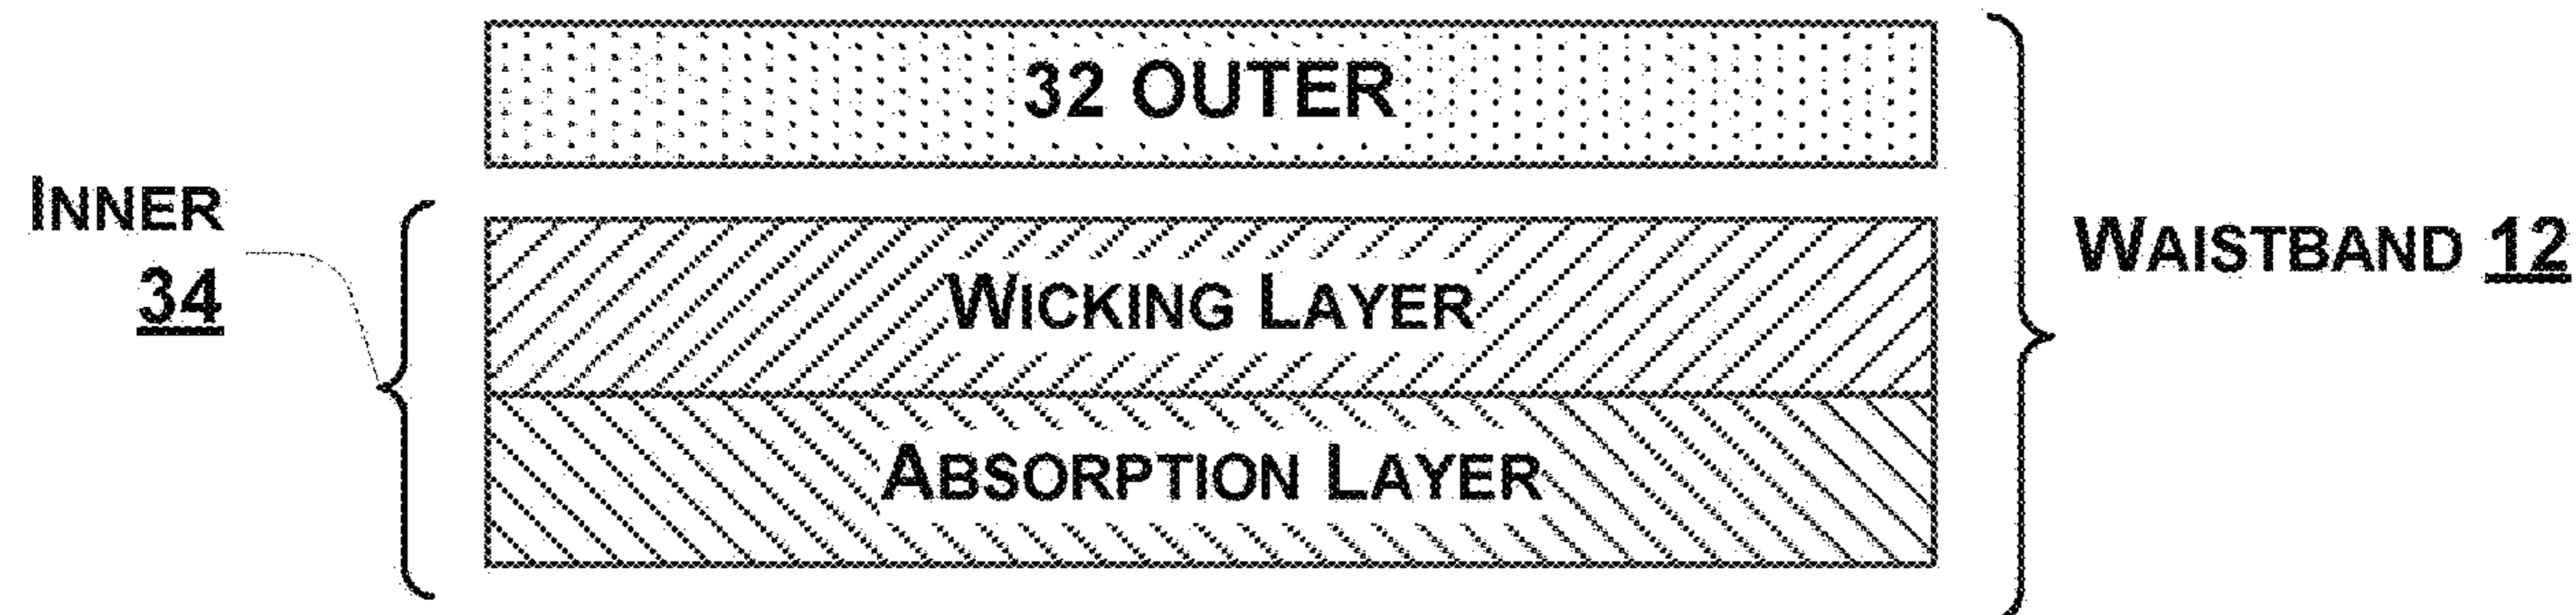 32 OUTER
INNER
34
WICKING LAYER
WAISTBAND 12
ABSORPTION LAYER